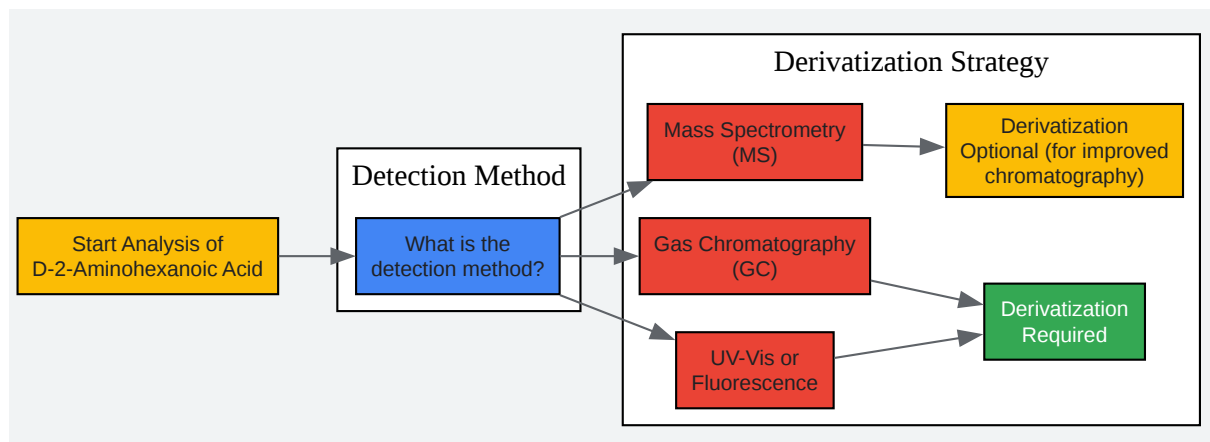 Derivatization Strategy
Detection Method
Start Analysis of
D-2-Aminohexanoic Acid
What is the
detection method?
Mass Spectrometry
(MS)
Derivatization
Optional (for improved
chromatography)
Gas Chromatography
(GC)
Derivatization
Required
UV-Vis or
Fluorescence